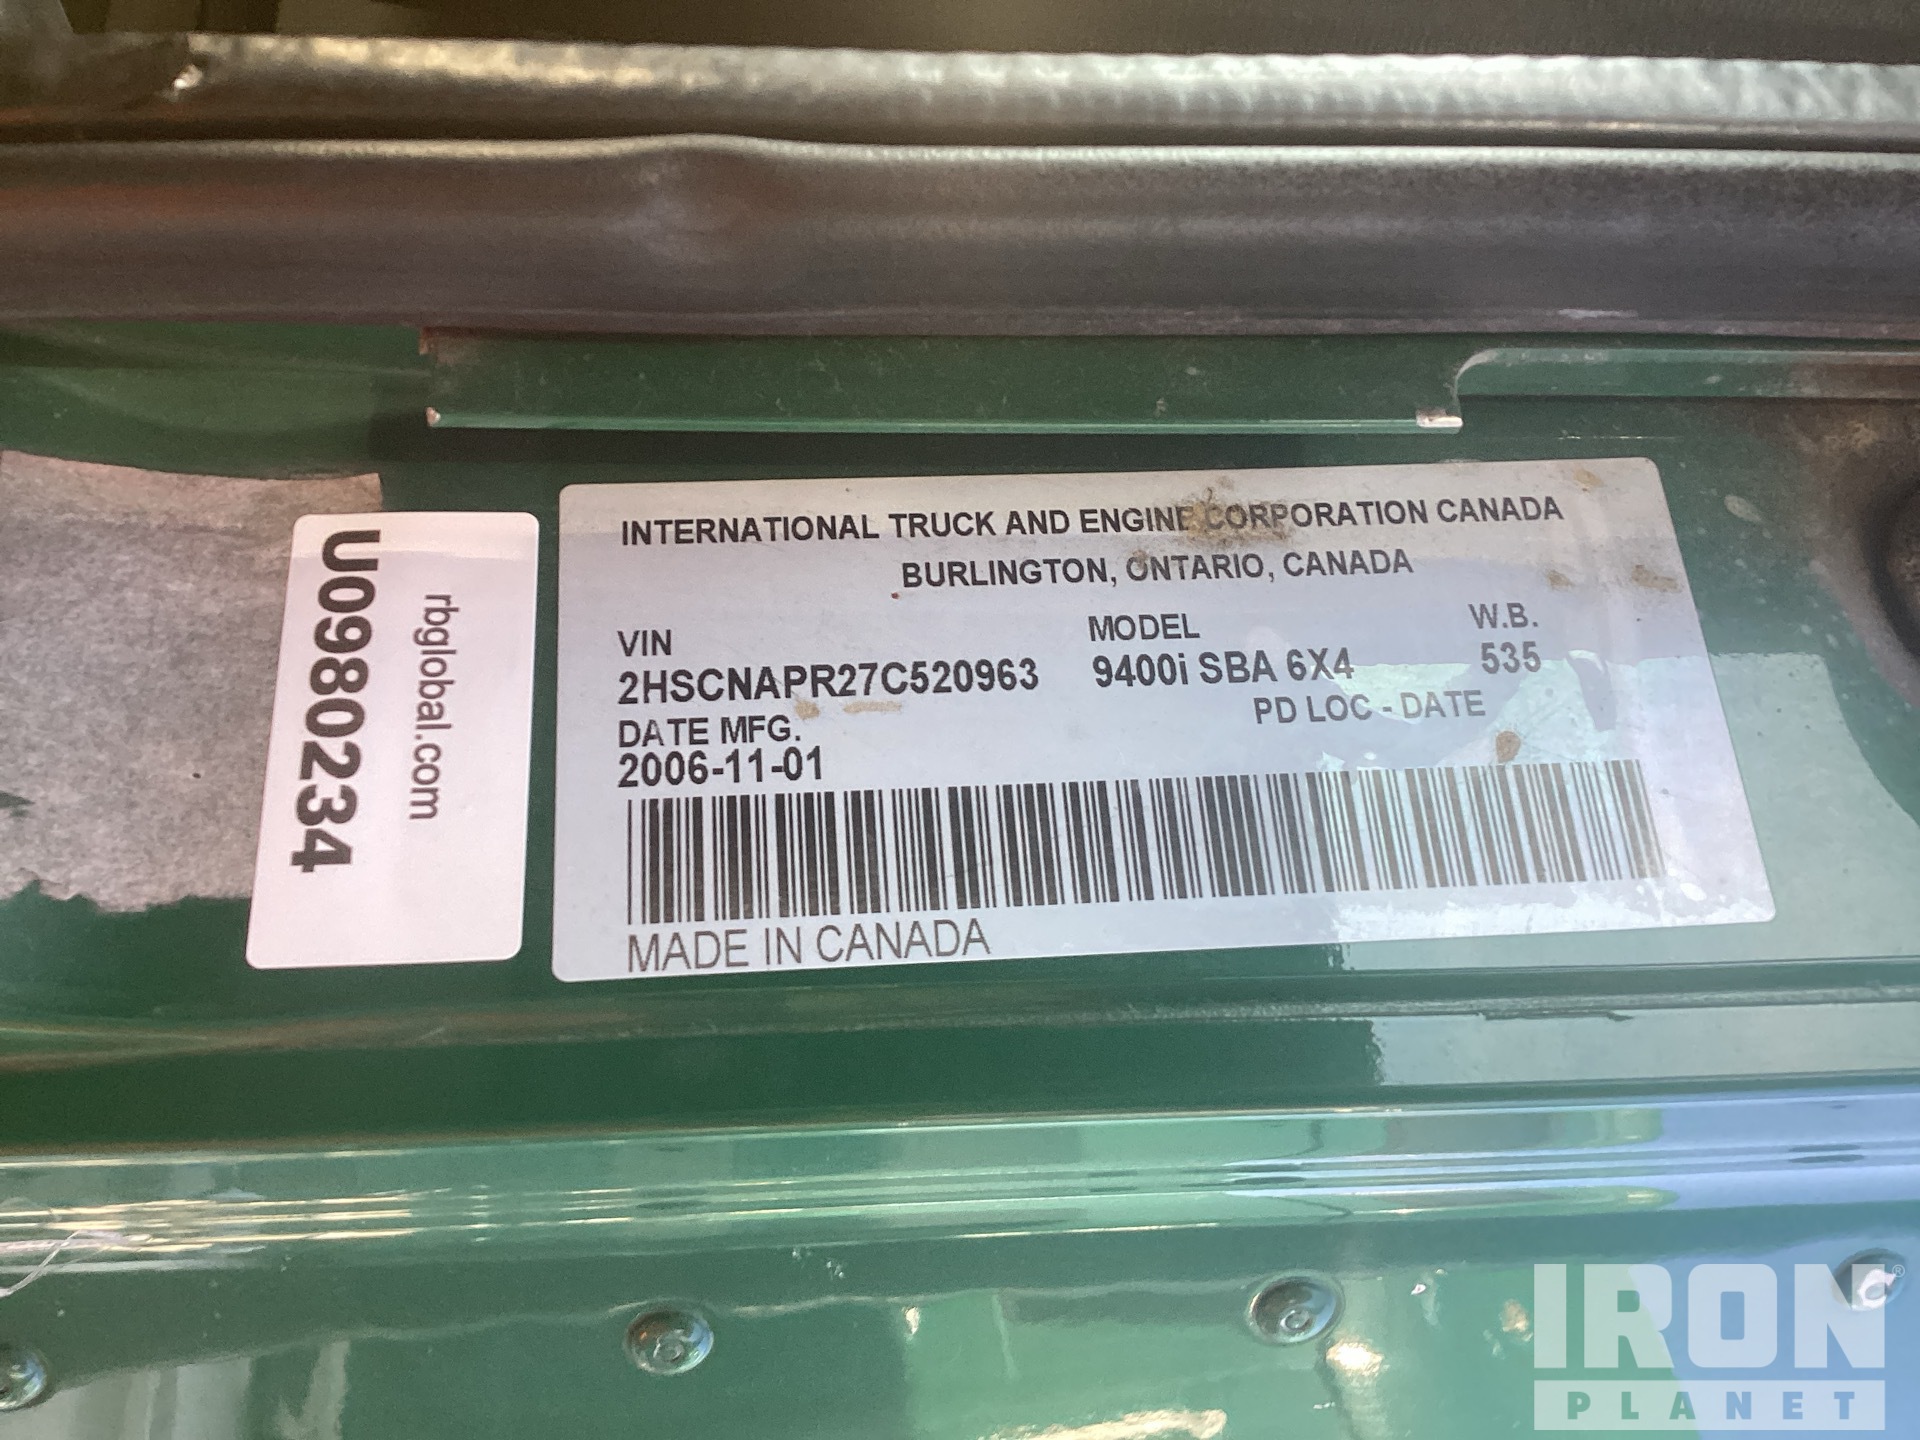 U0980234
rbglobal.com
INTERNATIONAL TRUCK AND ENGINE CORPORATION CANADA
BURLINGTON, ONTARIO, CANADA
VIN MODEL W.B.
2HSCNAPR27C520963 9400i SBA 6X4 535
DATE MFG. PD LOC - DATE
2006-11-01
MADE IN CANADA
IRON®
PLANET